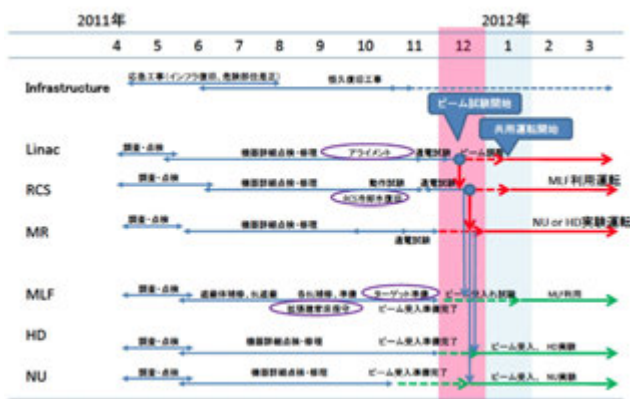 2011年 2012年
4 5 6 7 8 9 10 11 12 1 2 3
応急工事(インフラ復旧、危険部位是正)
恒久復旧工事
Infrastructure
ビーム試験開始
共用運転開始
Linac
調査・点検 機器詳細点検・修理 アライメント 通電試験 ビーム調整
RCS
調査・点検 機器詳細点検・修理 動作試験 通電試験 MLF利用運転
RCS冷却水復旧
MR
調査・点検 機器詳細点検・修理 NU or HD実験運転
通電試験
MLF
調査・点検 遮蔽体補修、 各機補修、準備 ターゲット準備 ビーム受入れ試験 MLF利用
ビーム受入準備完了
HD
調査・点検 機器詳細点検・修理 ビーム受入準備完了 ビーム受入、 HD実験
NU
調査・点検 機器詳細点検・修理 ビーム受入準備完了 ビーム受入、 NU実験